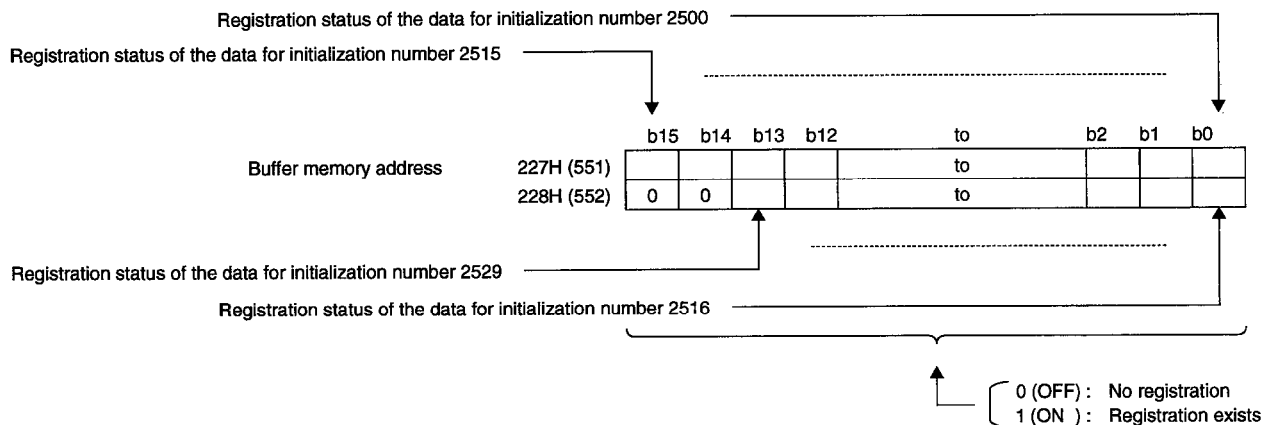 Registration status of the data for initialization number 2500
Registration status of the data for initialization number 2515
b15 b14 b13 b12 to b2 b1 b0
Buffer memory address 227H (551) to
228H (552) 0 0 to
Registration status of the data for initialization number 2529
Registration status of the data for initialization number 2516
0 (OFF) : No registration
1 (ON ) : Registration exists